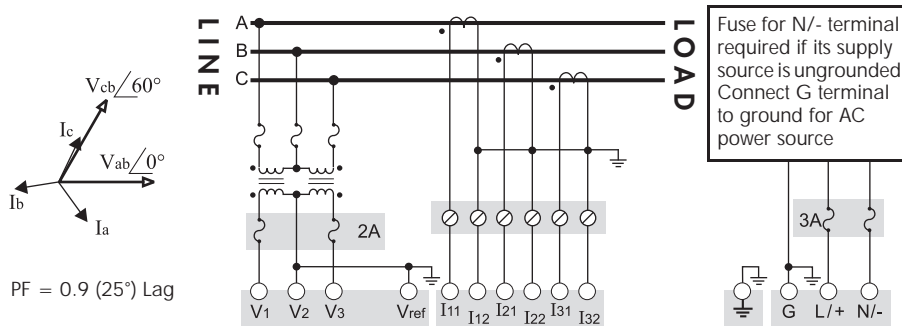 A
B
C
LINE
LOAD
Fuse for N/- terminal
required if its supply
source is ungrounded
Connect G terminal
to ground for AC
power source
Vcb/60°
Ic
Vab/0°
Ib
Ia
PF = 0.9 (25°) Lag
2A
3A
V1 V2 V3 Vref I11 I12 I21 I22 I31 I32 G L/+ N/-